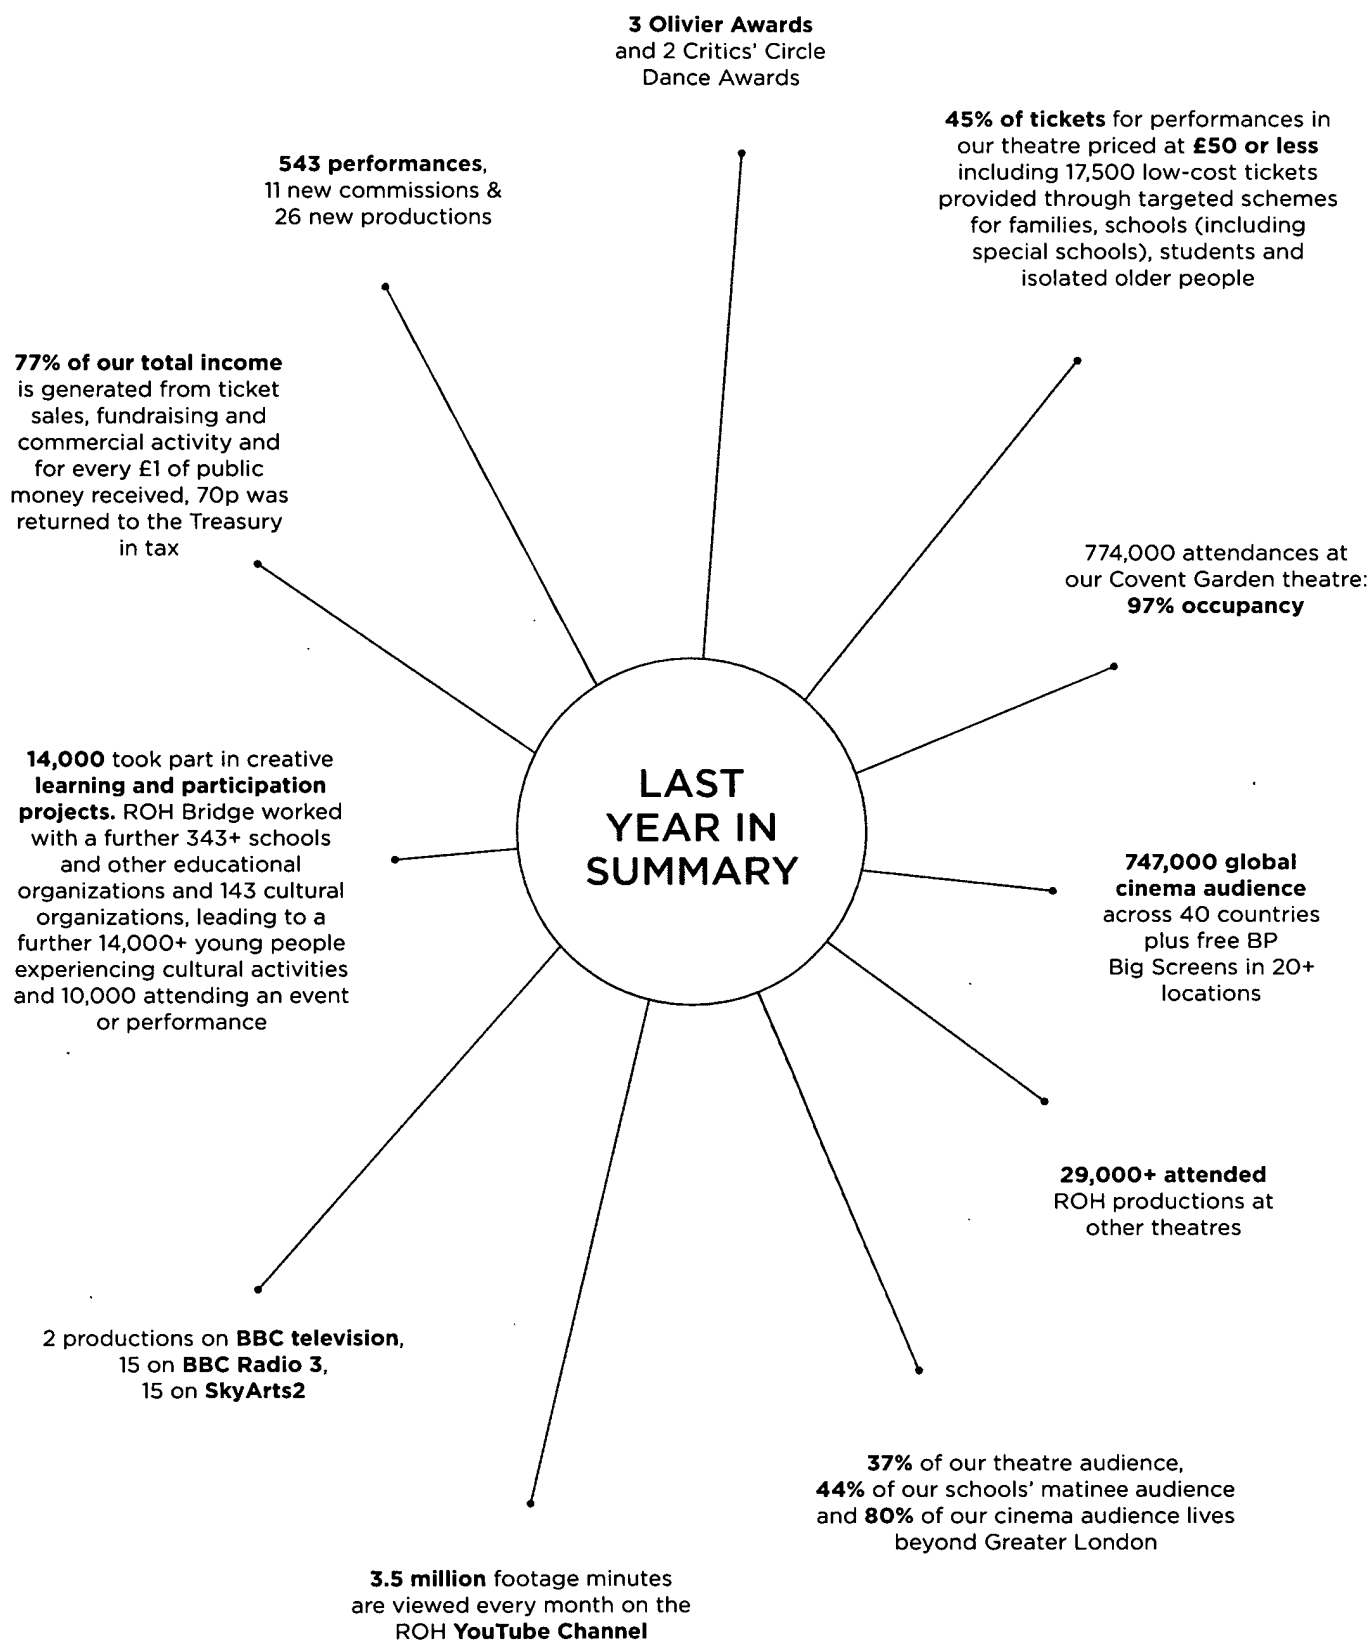 3 Olivier Awards
and 2 Critics' Circle
Dance Awards
45% of tickets for performances in
our theatre priced at £50 or less
including 17,500 low-cost tickets
provided through targeted schemes
for families, schools (including
special schools), students and
isolated older people
543 performances,
11 new commissions &
26 new productions
77% of our total income
is generated from ticket
sales, fundraising and
commercial activity and
for every £1 of public
money received, 70p was
returned to the Treasury
in tax
774,000 attendances at
our Covent Garden theatre:
97% occupancy
14,000 took part in creative
learning and participation
projects. ROH Bridge worked
with a further 343+ schools
and other educational
organizations and 143 cultural
organizations, leading to a
further 14,000+ young people
experiencing cultural activities
and 10,000 attending an event
or performance
LAST
YEAR IN
SUMMARY
747,000 global
cinema audience
across 40 countries
plus free BP
Big Screens in 20+
locations
29,000+ attended
ROH productions at
other theatres
2 productions on BBC television,
15 on BBC Radio 3,
15 on SkyArts2
37% of our theatre audience,
44% of our schools' matinee audience
and 80% of our cinema audience lives
beyond Greater London
3.5 million footage minutes
are viewed every month on the
ROH YouTube Channel